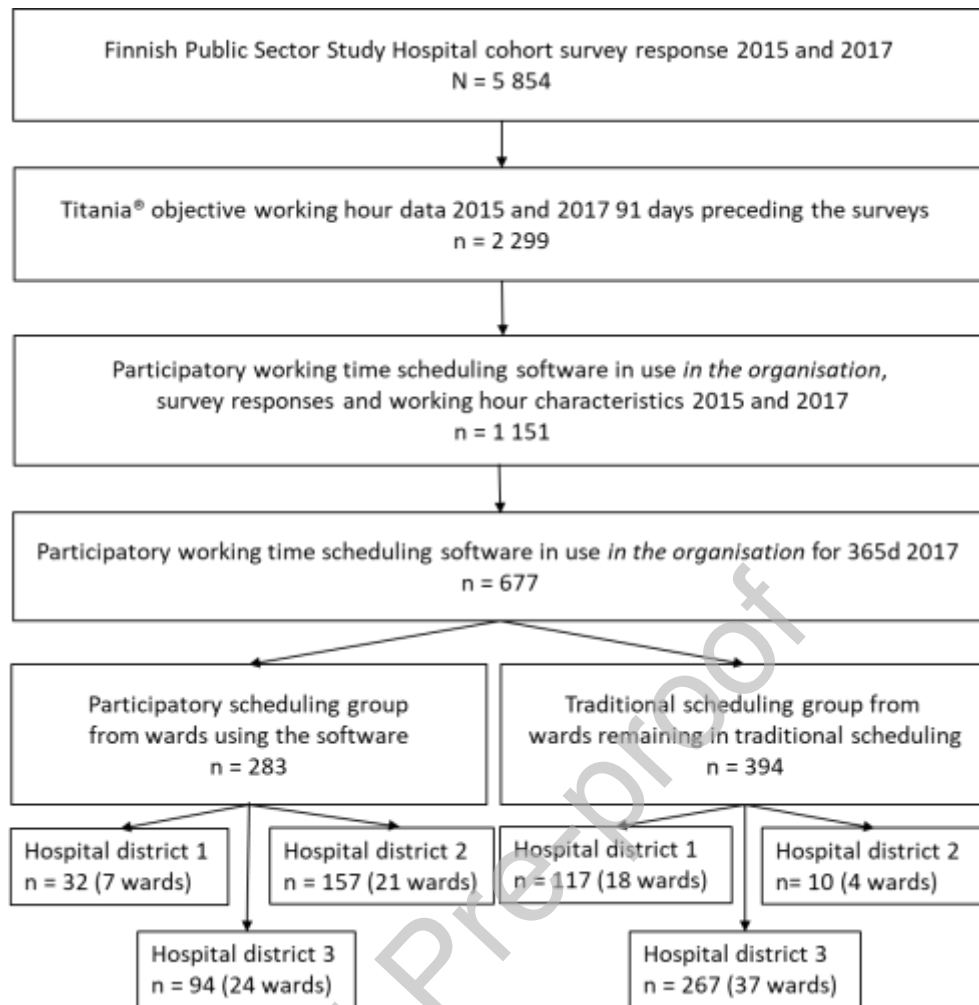 Finnish Public Sector Study Hospital cohort survey response 2015 and 2017
N = 5 854
Titania® objective working hour data 2015 and 2017 91 days preceding the surveys
n = 2 299
Participatory working time scheduling software in use in the organisation,
survey responses and working hour characteristics 2015 and 2017
n = 1 151
Participatory working time scheduling software in use in the organisation for 365d 2017
n = 677
Participatory scheduling group
from wards using the software
n = 283
Traditional scheduling group from
wards remaining in traditional scheduling
n = 394
Hospital district 1
n = 32 (7 wards)
Hospital district 2
n = 157 (21 wards)
Hospital district 1
n = 117 (18 wards)
Hospital district 2
n= 10 (4 wards)
Hospital district 3
n = 94 (24 wards)
Hospital district 3
n = 267 (37 wards)
Pre-proof